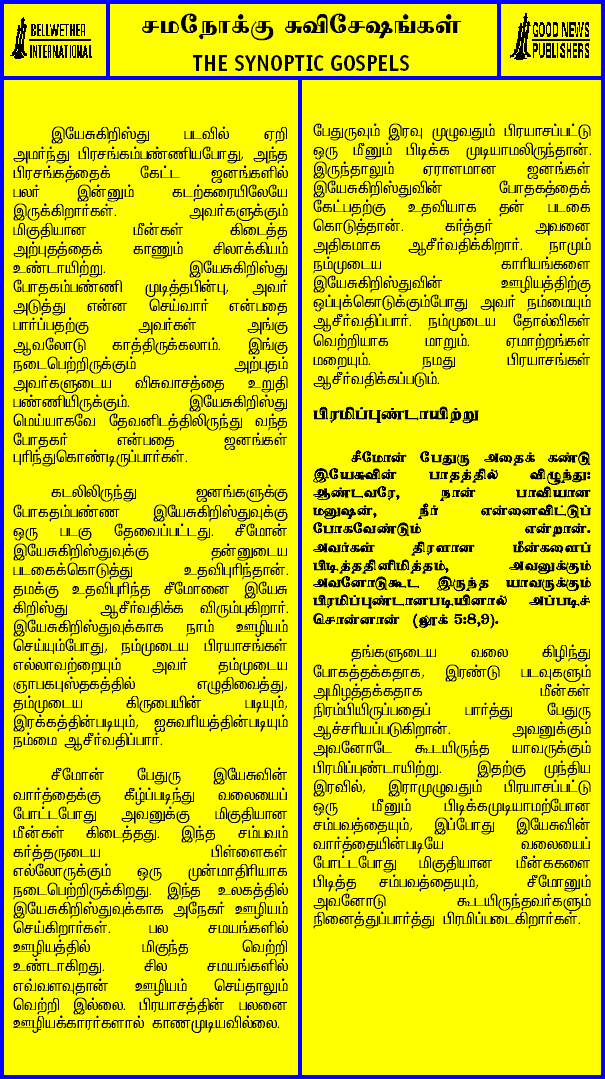 BELLWETHER
INTERNATIONAL
சமநோக்கு சுவிசேஷங்கள்
THE SYNOPTIC GOSPELS
GOOD NEWS
PUBLISHERS
இயேசுகிறிஸ்து படவில் ஏறி
அமர்ந்து பிரசங்கம்பண்ணியபோது, அந்த
பிரசங்கத்தைக் கேட்ட ஜனங்களில்
பலர் இன்னும் கடற்கரையிலேயே
இருக்கிறார்கள். அவர்களுக்கும்
மிகுதியான மீன்கள் கிடைத்த
அற்புதத்தைக் காணும் சிலாக்கியம்
உண்டாயிற்று. இயேசுகிறிஸ்து
போதகம்பண்ணி முடித்தபின்பு, அவர்
அடுத்து என்ன செய்வார் என்பதை
பார்ப்பதற்கு அவர்கள் அங்கு
ஆவலோடு காத்திருக்கலாம். இங்கு
நடைபெற்றிருக்கும் அற்புதம்
அவர்களுடைய விசுவாசத்தை உறுதி
பண்ணியிருக்கும். இயேசுகிறிஸ்து
மெய்யாகவே தேவனிடத்திலிருந்து வந்த
போதகர் என்பதை ஜனங்கள்
புரிந்துகொண்டிருப்பார்கள்.
கடலிலிருந்து ஜனங்களுக்கு
போகதம்பண்ண இயேசுகிறிஸ்துவுக்கு
ஒரு படகு தேவைப்பட்டது. சீமோன்
இயேசுகிறிஸ்துவுக்கு தன்னுடைய
படகைக்கொடுத்து உதவிபுரிந்தான்.
தமக்கு உதவிபுரிந்த சீமோனை இயேசு
கிறிஸ்து ஆசீர்வதிக்க விரும்புகிறார்.
இயேசுகிறிஸ்துவுக்காக நாம் ஊழியம்
செய்யும்போது, நம்முடைய பிரயாசங்கள்
எல்லாவற்றையும் அவர் தம்முடைய
ஞாபகபுஸ்தகத்தில் எழுதிவைத்து,
தம்முடைய கிருபையின் படியும்,
இரக்கத்தின்படியும், ஐசுவரியத்தின்படியும்
நம்மை ஆசீர்வதிப்பார்.
சீமோன் பேதுரு இயேசுவின்
வார்த்தைக்கு கீழ்ப்படிந்து வலையைப்
போட்டபோது அவனுக்கு மிகுதியான
மீன்கள் கிடைத்தது. இந்த சம்பவம்
கர்த்தருடைய பிள்ளைகள்
எல்லோருக்கும் ஒரு முன்மாதிரியாக
நடைபெற்றிருக்கிறது. இந்த உலகத்தில்
இயேசுகிறிஸ்துவுக்காக அநேகர் ஊழியம்
செய்கிறார்கள். பல சமயங்களில்
ஊழியத்தில் மிகுந்த வெற்றி
உண்டாகிறது. சில சமயங்களில்
எவ்வளவுதான் ஊழியம் செய்தாலும்
வெற்றி இல்லை. பிரயாசத்தின் பலனை
ஊழியக்காரர்களால் காணமுடியவில்லை.
பேதுருவும் இரவு முழுவதும் பிரயாசப்பட்டு
ஒரு மீனும் பிடிக்க முடியாமலிருந்தான்.
இருந்தாலும் ஏராளமான ஜனங்கள்
இயேசுகிறிஸ்துவின் போதகத்தைக்
கேட்பதற்கு உதவியாக தன் படகை
கொடுத்தான். கர்த்தர் அவனை
அதிகமாக ஆசீர்வதிக்கிறார். நாமும்
நம்முடைய காரியங்களை
இயேசுகிறிஸ்துவின் ஊழியத்திற்கு
ஒப்புக்கொடுக்கும்போது அவர் நம்மையும்
ஆசீர்வதிப்பார். நம்முடைய தோல்விகள்
வெற்றியாக மாறும். ஏமாற்றங்கள்
மறையும். நமது பிரயாசங்கள்
ஆசீர்வதிக்கப்படும்.
பிரமிப்புண்டாயிற்று
சீமோன் பேதுரு அதைக் கண்டு
இயேசுவின் பாதத்தில் விழுந்து:
ஆண்டவரே, நான் பாவியான
மனுஷன், நீர் என்னைவிட்டுப்
போகவேண்டும் என்றான்.
அவர்கள் திரளான மீன்களைப்
பிடித்ததினிமித்தம், அவனுக்கும்
அவனோடுகூட இருந்த யாவருக்கும்
பிரமிப்புண்டானபடியினால் அப்படிச்
சொன்னான் (லூக் 5:8,9).
தங்களுடைய வலை கிழிந்து
போகத்தக்கதாக, இரண்டு படவுகளும்
அமிழத்தக்கதாக மீன்கள்
நிரம்பியிருப்பதைப் பார்த்து பேதுரு
ஆச்சரியப்படுகிறான். அவனுக்கும்
அவனோடே கூடயிருந்த யாவருக்கும்
பிரமிப்புண்டாயிற்று. இதற்கு முந்திய
இரவில், இராமுழுவதும் பிரயாசப்பட்டு
ஒரு மீனும் பிடிக்கமுடியாமற்போன
சம்பவத்தையும், இப்போது இயேசுவின்
வார்த்தையின்படியே வலையைப்
போட்டபோது மிகுதியான மீன்ககளை
பிடித்த சம்பவத்தையும், சீமோனும்
அவனோடு கூடயிருந்தவர்களும்
நினைத்துப்பார்த்து பிரமிப்படைகிறார்கள்.